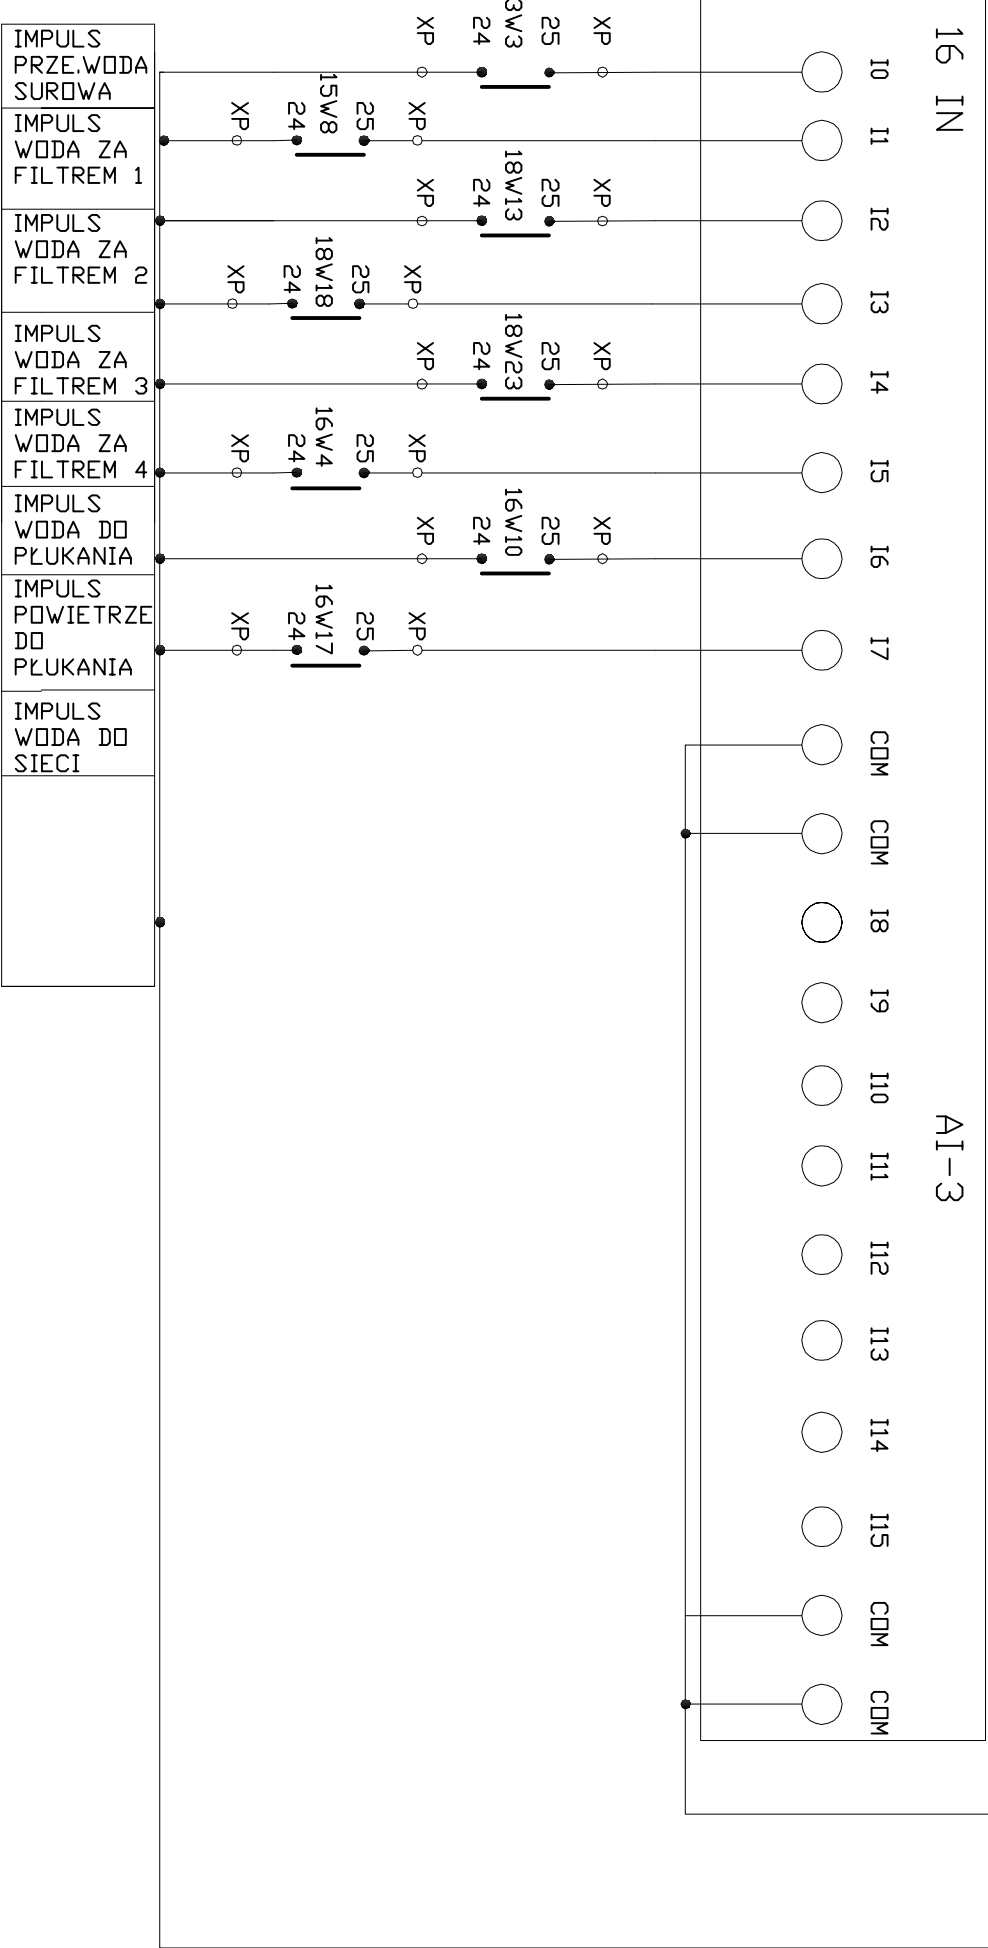 IMPULS
PRZE.WODA
SUROWA
IMPULS
WODA ZA
FILTREM 1
IMPULS
WODA ZA
FILTREM 2
IMPULS
WODA ZA
FILTREM 3
IMPULS
WODA ZA
FILTREM 4
IMPULS
WODA DO
PŁUKANIA
IMPULS
POWIETRZE
DO
PŁUKANIA
IMPULS
WODA DO
SIECI
XP 24 3W3 25 XP
XP 24 15W8 25 XP
XP 24 18W13 25 XP
XP 24 18W18 25 XP
XP 24 18W23 25 XP
XP 24 16W4 25 XP
XP 24 16W10 25 XP
XP 24 16W17 25 XP
I0
I1
I2
I3
I4
I5
I6
I7
COM
COM
I8
I9
I10
I11
I12
I13
I14
I15
COM
COM
16 IN
AI-3